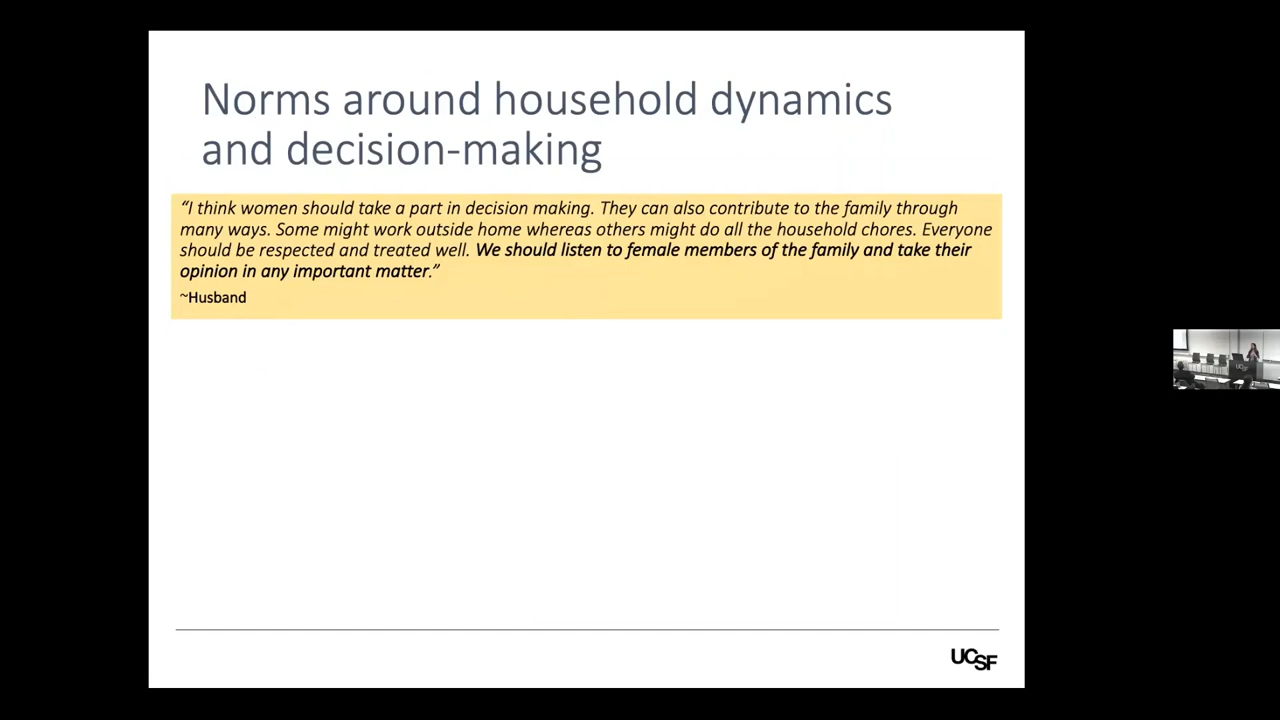 Norms around household dynamics
and decision-making
“I think women should take a part in decision making. They can also contribute to the family through
many ways. Some might work outside home whereas others might do all the household chores. Everyone
should be respected and treated well. We should listen to female members of the family and take their
opinion in any important matter.”
~Husband
UCSF
UCSF